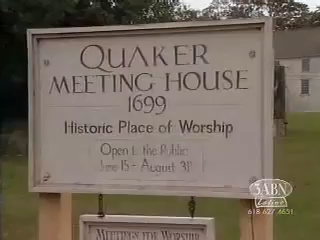 QUAKER
MEETING HOUSE
1699
Historic Place of Worship
Open to the Public
June 15 - August 31
MEETINGS FOR WORSHIP
3ABN
Latino